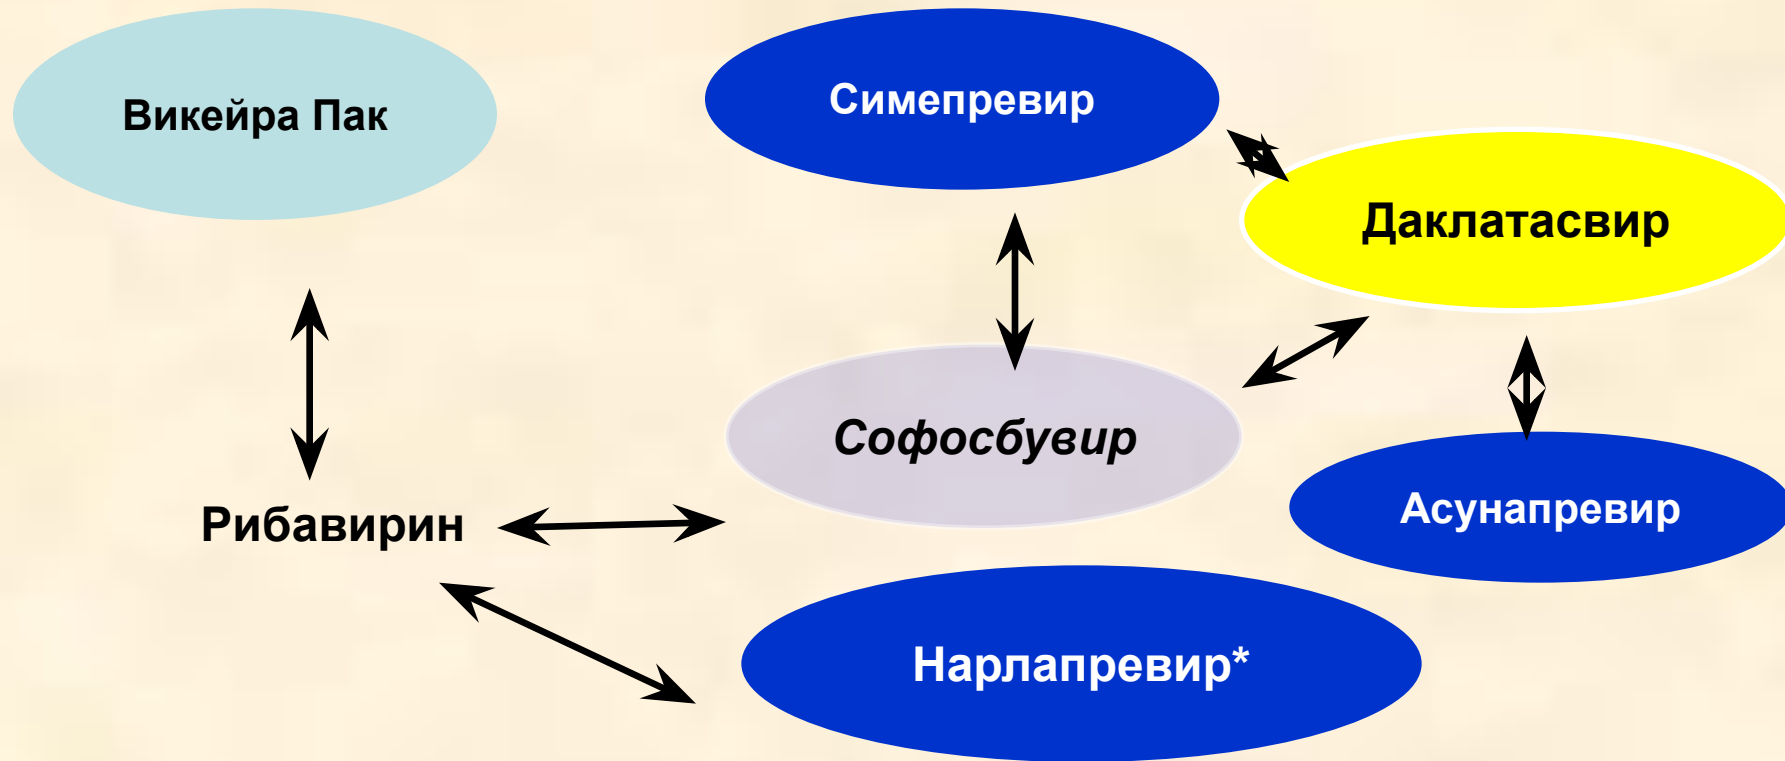 Викейра Пак
Симепревир
Даклатасвир
Софосбувир
Асунапревир
Рибавирин
Нарлапревир*